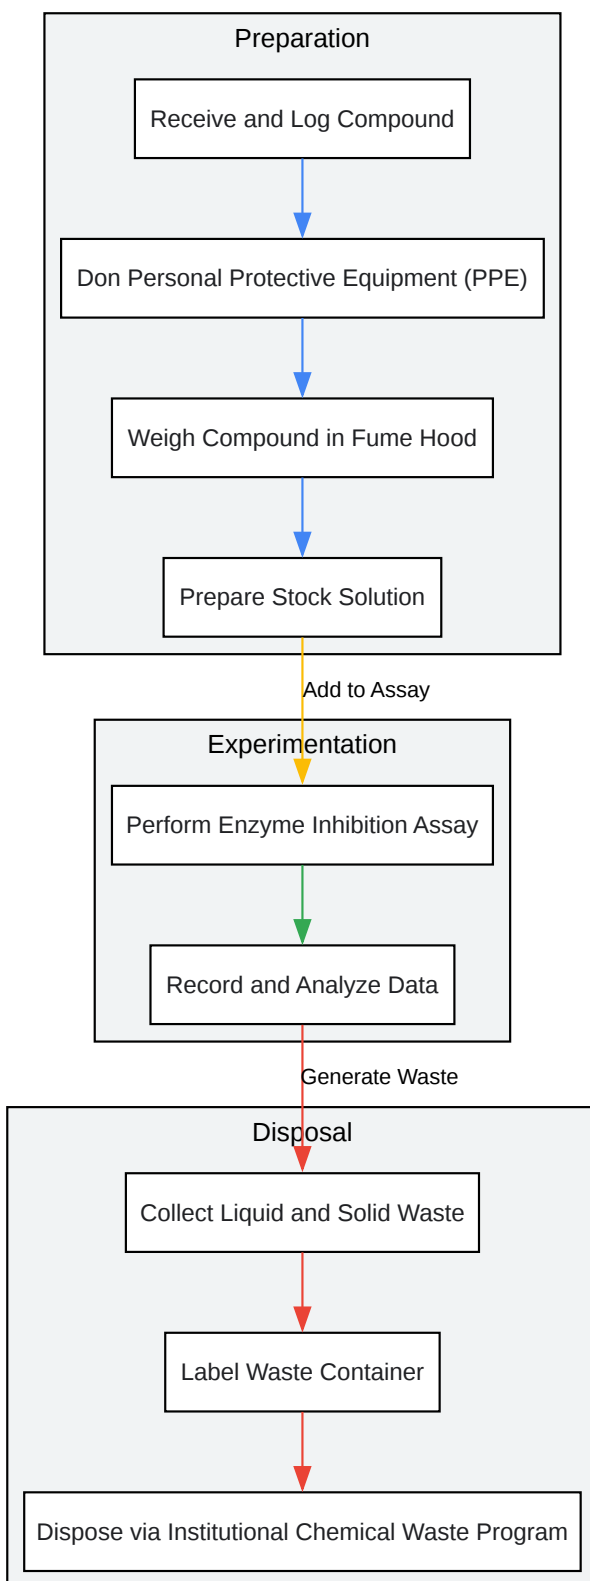 Preparation
Receive and Log Compound
Don Personal Protective Equipment (PPE)
Weigh Compound in Fume Hood
Prepare Stock Solution
Add to Assay
Experimentation
Perform Enzyme Inhibition Assay
Record and Analyze Data
Generate Waste
Disposal
Collect Liquid and Solid Waste
Label Waste Container
Dispose via Institutional Chemical Waste Program